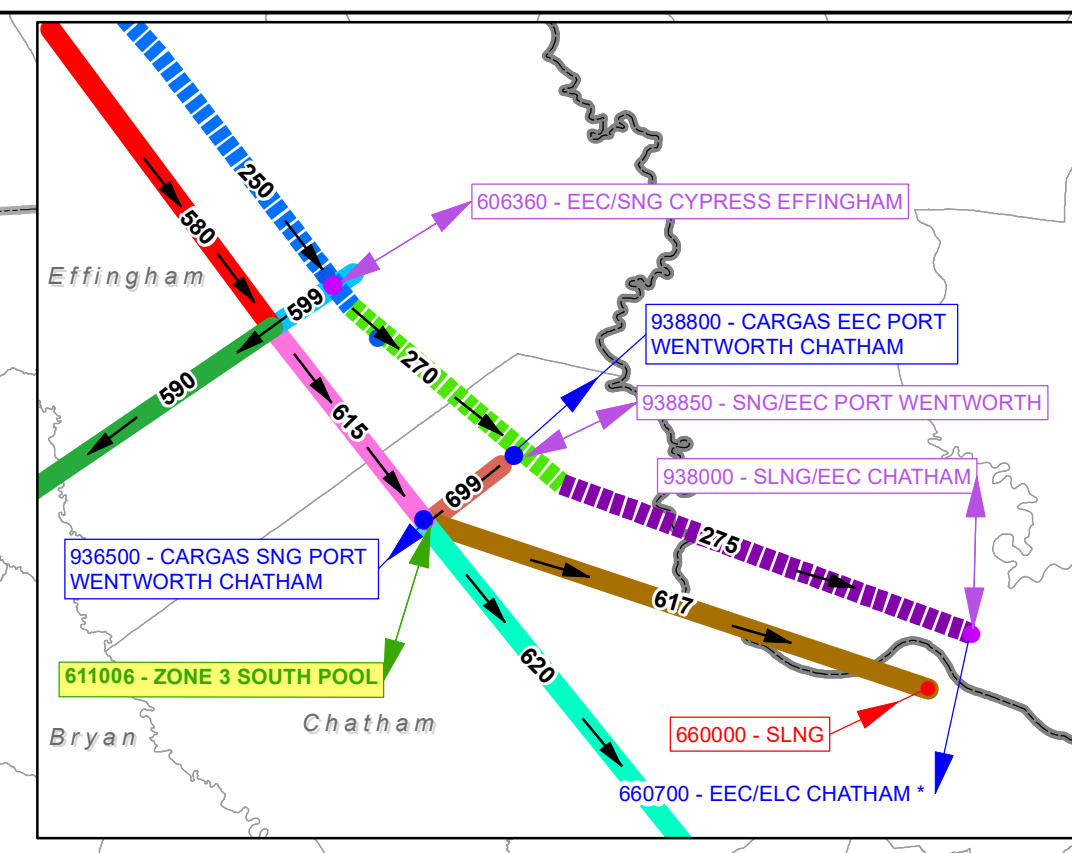 250
580
606360 - EEC/SNG CYPRESS EFFINGHAM
Effingham
599
938800 - CARGAS EEC PORT
WENTWORTH CHATHAM
270
590
938850 - SNG/EEC PORT WENTWORTH
615
938000 - SLNG/EEC CHATHAM
699
275
936500 - CARGAS SNG PORT
WENTWORTH CHATHAM
617
620
611006 - ZONE 3 SOUTH POOL
Chatham
Bryan
660000 - SLNG
660700 - EEC/ELC CHATHAM *